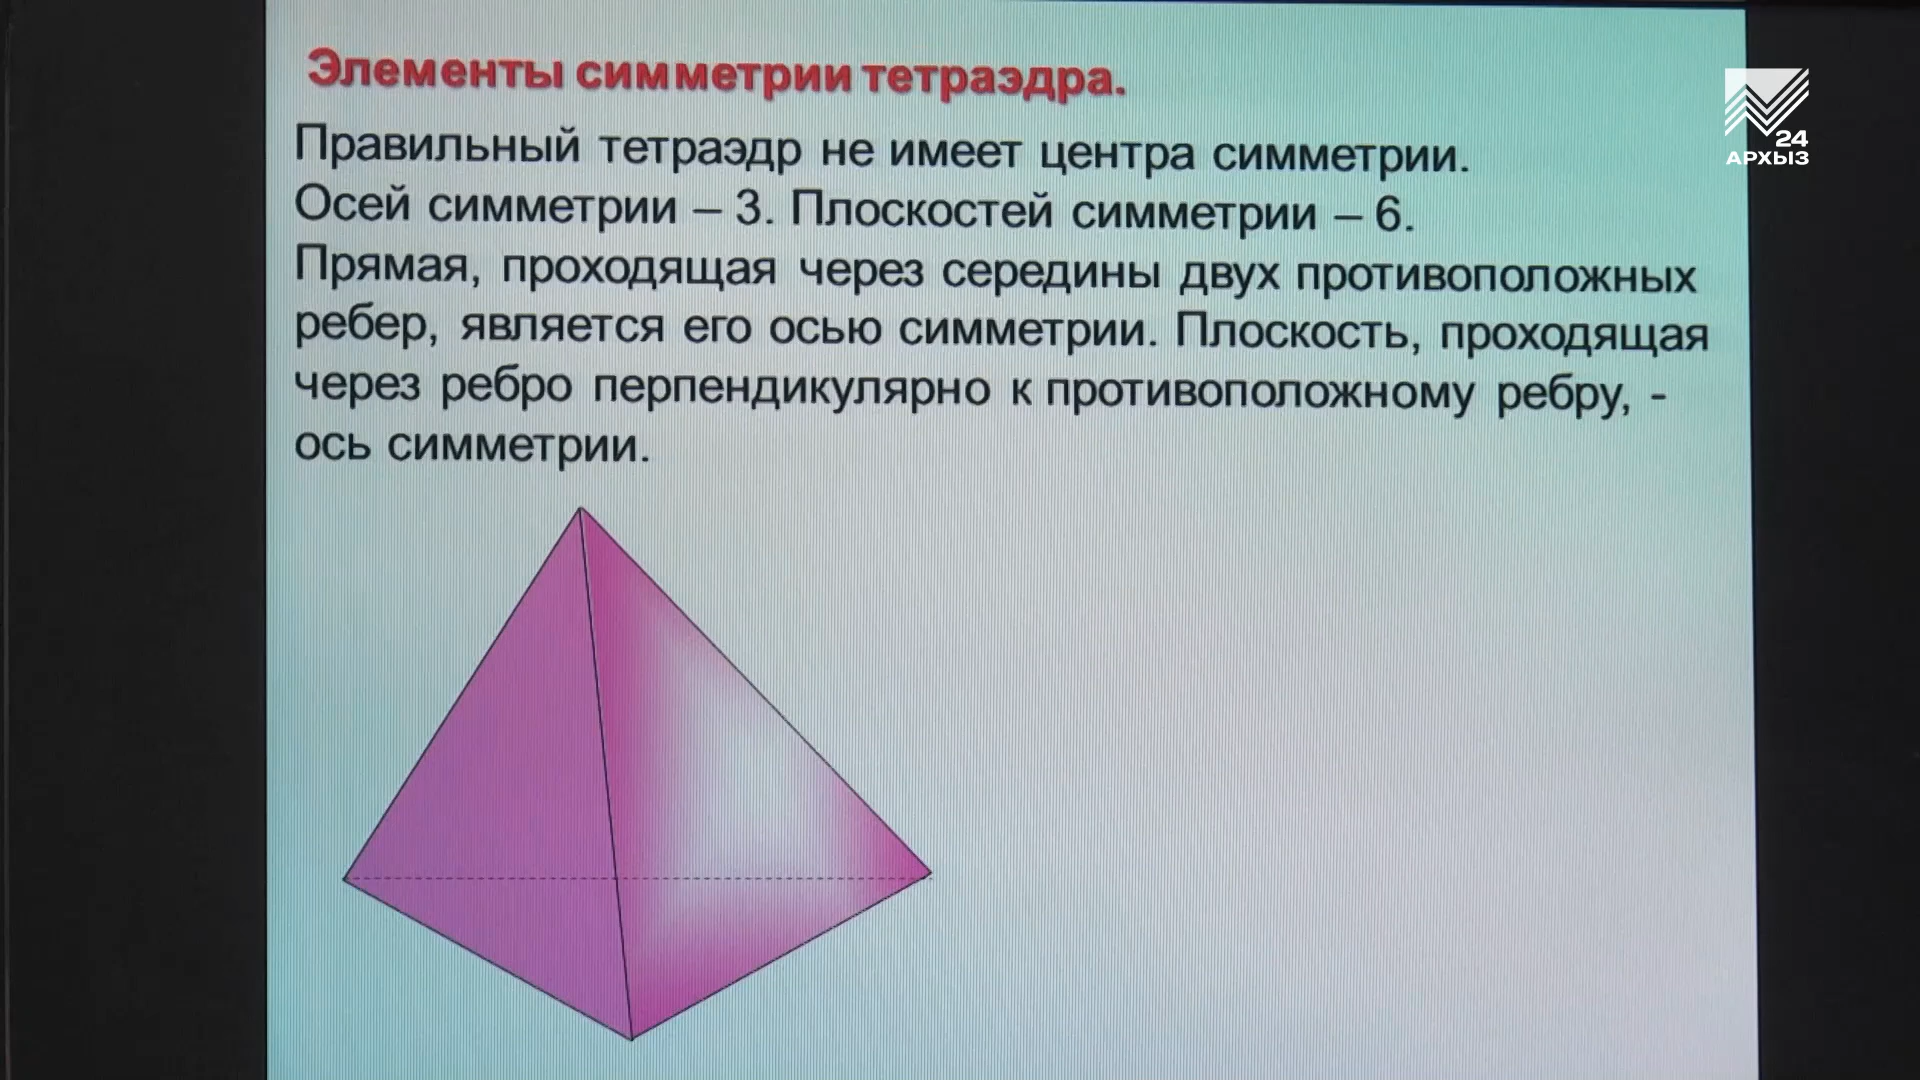 Элементы симметрии тетраэдра.
Правильный тетраэдр не имеет центра симметрии.
Осей симметрии – 3. Плоскостей симметрии – 6.
Прямая, проходящая через середины двух противоположных
ребер, является его осью симметрии. Плоскость, проходящая
через ребро перпендикулярно к противоположному ребру, -
ось симметрии.
24
АРХЫЗ